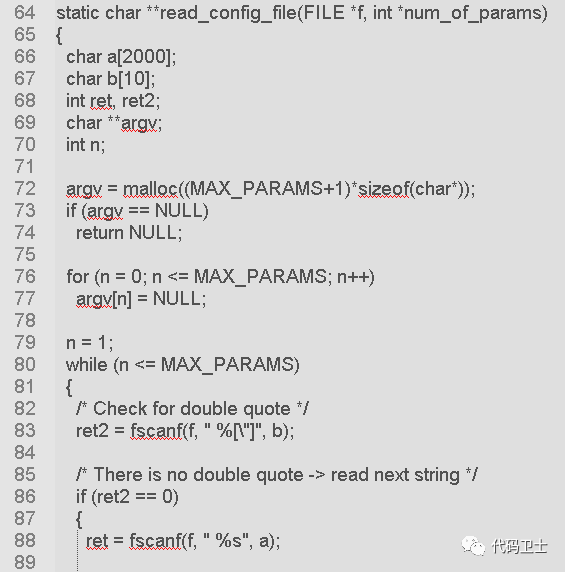 64 static char **read_config_file(FILE *f, int *num_of_params)
65 {
66 char a[2000];
67 char b[10];
68 int ret, ret2;
69 char **argv;
70 int n;
71
72 argv = malloc((MAX_PARAMS+1)*sizeof(char*));
73 if (argv == NULL)
74 return NULL;
75
76 for (n = 0; n <= MAX_PARAMS; n++)
77 argv[n] = NULL;
78
79 n = 1;
80 while (n <= MAX_PARAMS)
81 {
82 /* Check for double quote */
83 ret2 = fscanf(f, " %[\"]", b);
84
85 /* There is no double quote -> read next string */
86 if (ret2 == 0)
87 {
88 ret = fscanf(f, " %s", a);
89
代码卫士